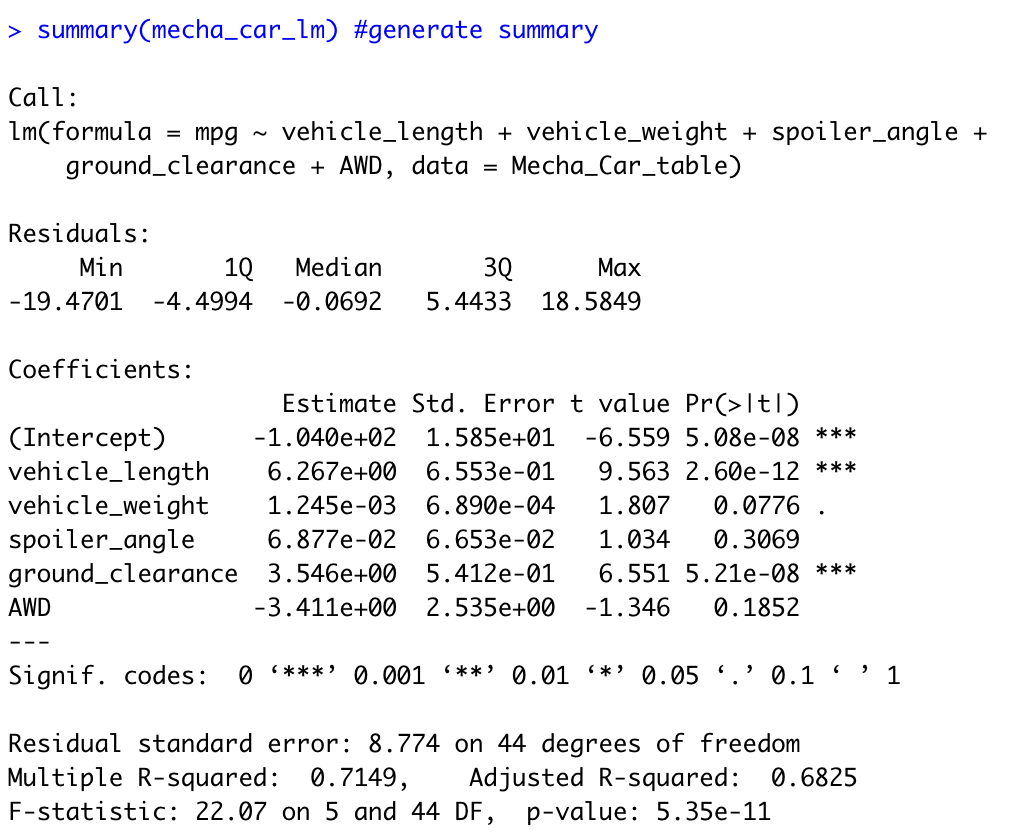 > summary(mecha_car_lm) #generate summary

Call:
lm(formula = mpg ~ vehicle_length + vehicle_weight + spoiler_angle +
    ground_clearance + AWD, data = Mecha_Car_table)

Residuals:
     Min       1Q   Median       3Q      Max
-19.4701  -4.4994  -0.0692   5.4433  18.5849

Coefficients:
                   Estimate Std. Error t value Pr(>|t|)
(Intercept)      -1.040e+02  1.585e+01  -6.559 5.08e-08 ***
vehicle_length    6.267e+00  6.553e-01   9.563 2.60e-12 ***
vehicle_weight    1.245e-03  6.890e-04   1.807   0.0776 .
spoiler_angle     6.877e-02  6.653e-02   1.034   0.3069
ground_clearance  3.546e+00  5.412e-01   6.551 5.21e-08 ***
AWD              -3.411e+00  2.535e+00  -1.346   0.1852
---
Signif. codes:  0 ‘***’ 0.001 ‘**’ 0.01 ‘*’ 0.05 ‘.’ 0.1 ‘ ’ 1

Residual standard error: 8.774 on 44 degrees of freedom
Multiple R-squared:  0.7149,    Adjusted R-squared:  0.6825
F-statistic: 22.07 on 5 and 44 DF,  p-value: 5.35e-11